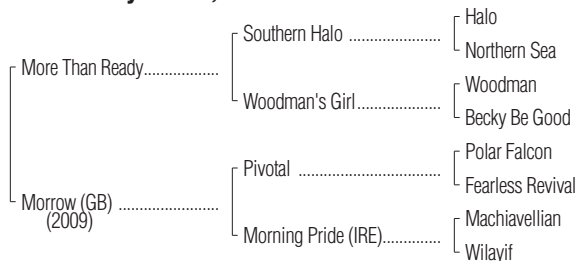 Halo
Southern Halo ....................
Northern Sea
More Than Ready.................
Woodman
Woodman's Girl....................
Becky Be Good
Polar Falcon
Pivotal ................................
Fearless Revival
Morrow (GB) .......................
(2009)
Machiavellian
Morning Pride (IRE)..............
Wilayif